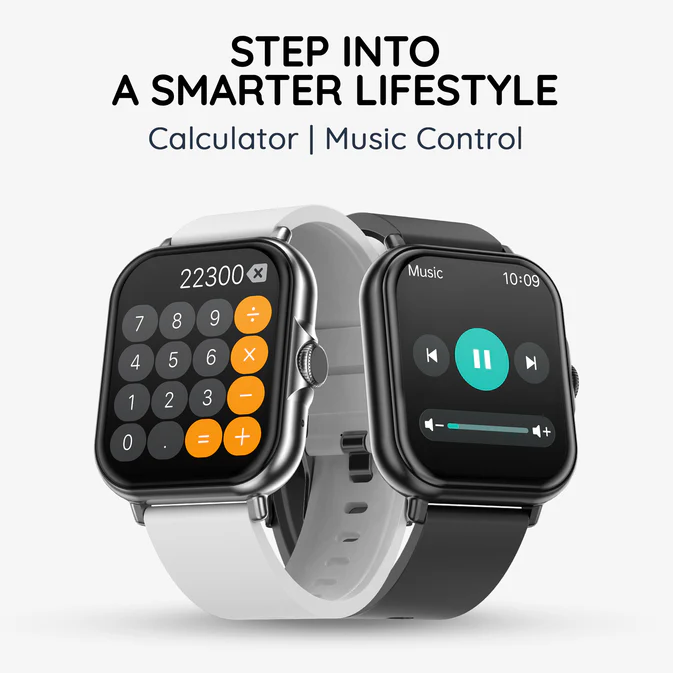 STEP INTO
A SMARTER LIFESTYLE
Calculator | Music Control
22300
7 8 9 ÷
4 5 6 ×
1 2 3 −
0 . = +
Music 10:09